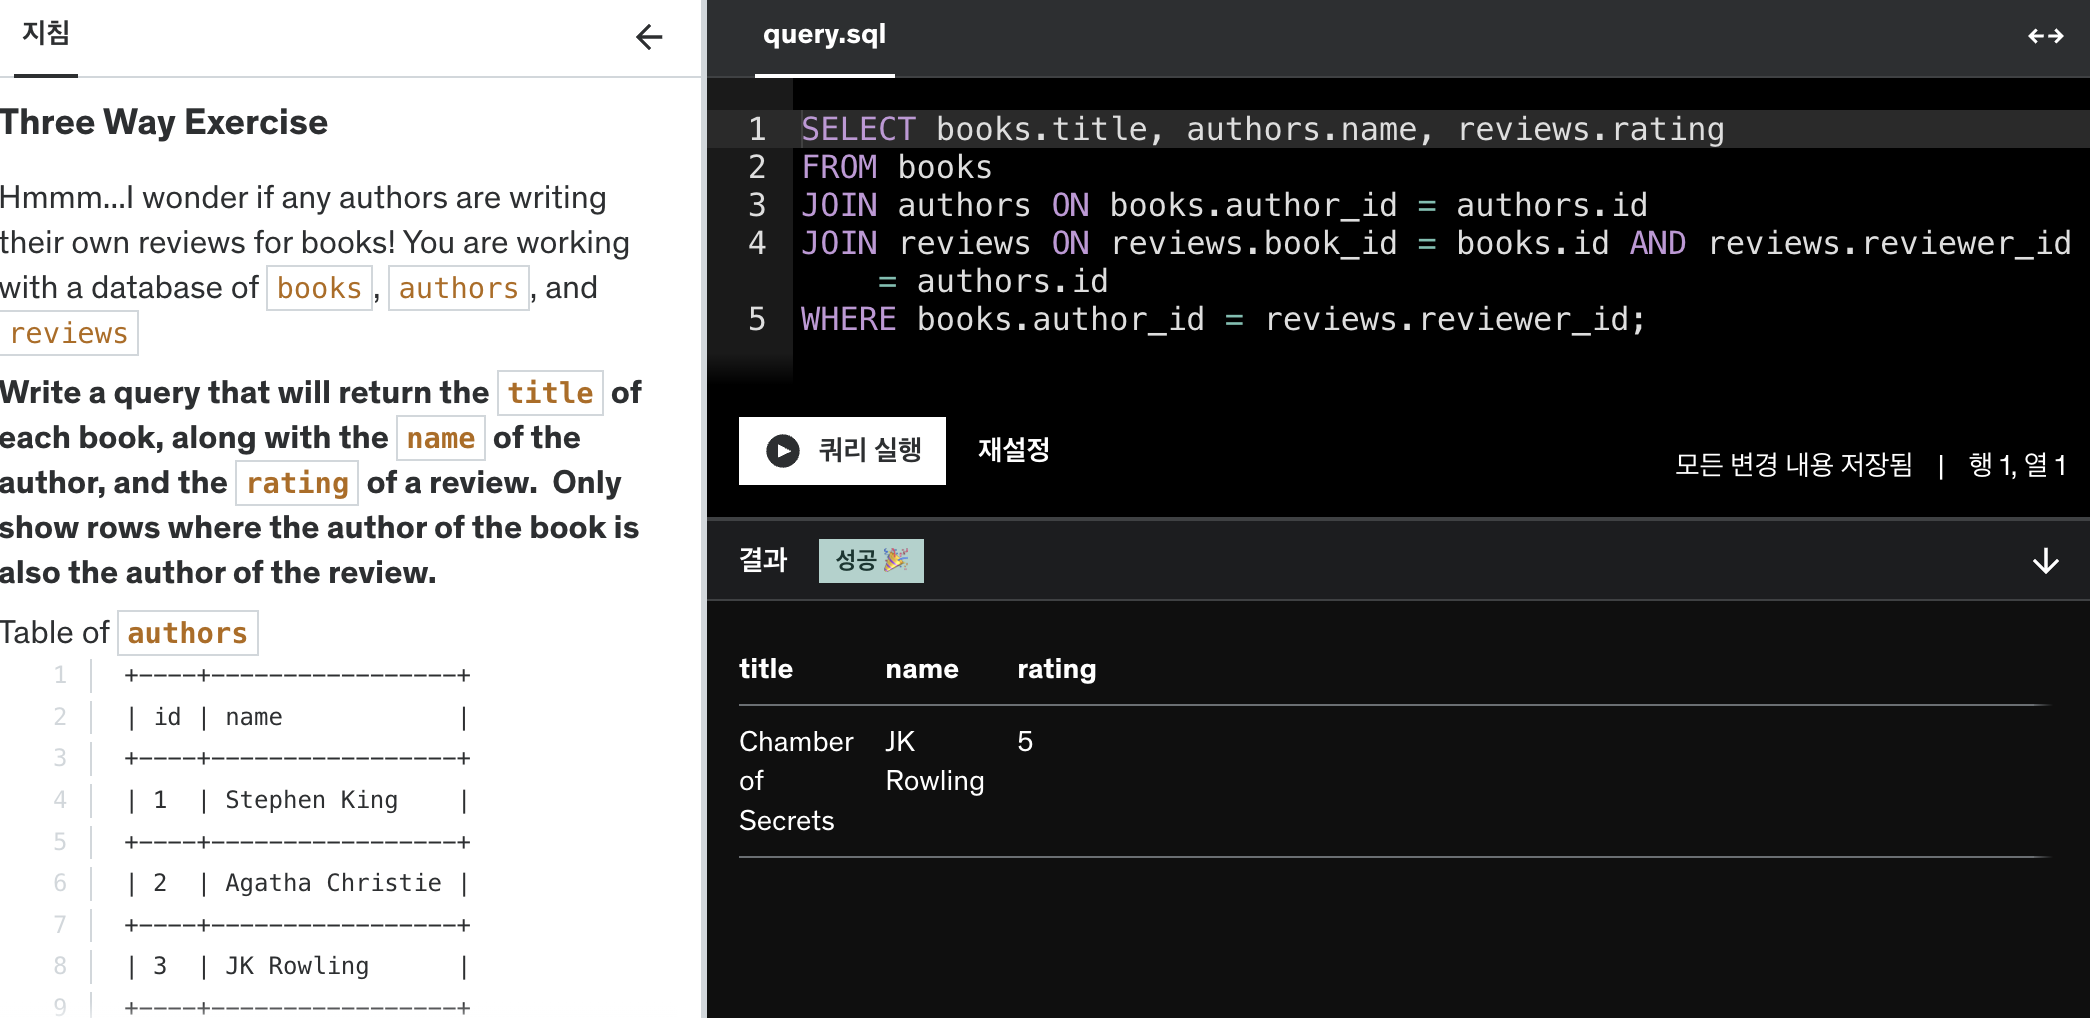 지침
Three Way Exercise
Hmmm...I wonder if any authors are writing
their own reviews for books! You are working
with a database of books, authors, and
reviews
Write a query that will return the title of
each book, along with the name of the
author, and the rating of a review. Only
show rows where the author of the book is
also the author of the review.
Table of authors
1 +----+-----------------+
2 | id | name |
3 +----+-----------------+
4 | 1 | Stephen King |
5 +----+-----------------+
6 | 2 | Agatha Christie |
7 +----+-----------------+
8 | 3 | JK Rowling |
9 +----+-----------------+
query.sql
1 SELECT books.title, authors.name, reviews.rating
2 FROM books
3 JOIN authors ON books.author_id = authors.id
4 JOIN reviews ON reviews.book_id = books.id AND reviews.reviewer_id
= authors.id
5 WHERE books.author_id = reviews.reviewer_id;
쿼리 실행 재설정
모든 변경 내용 저장됨 | 행 1, 열 1
결과 성공 🎉
title name rating
Chamber JK 5
of Rowling
Secrets